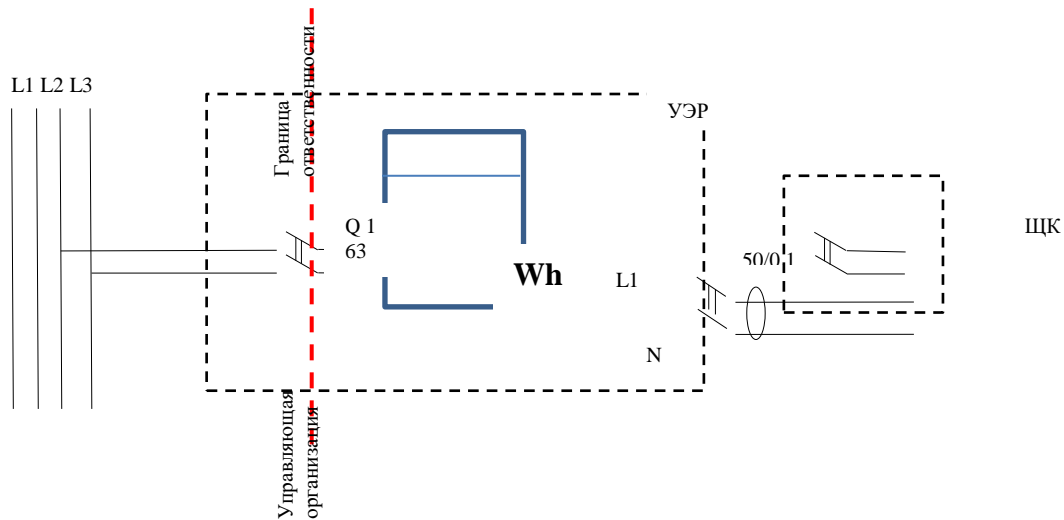 L1 L2 L3
Граница
ответственности
УЭР
Q 1
63
Wh
L1
N
50/0,1
ЩК
Управляющая
организация